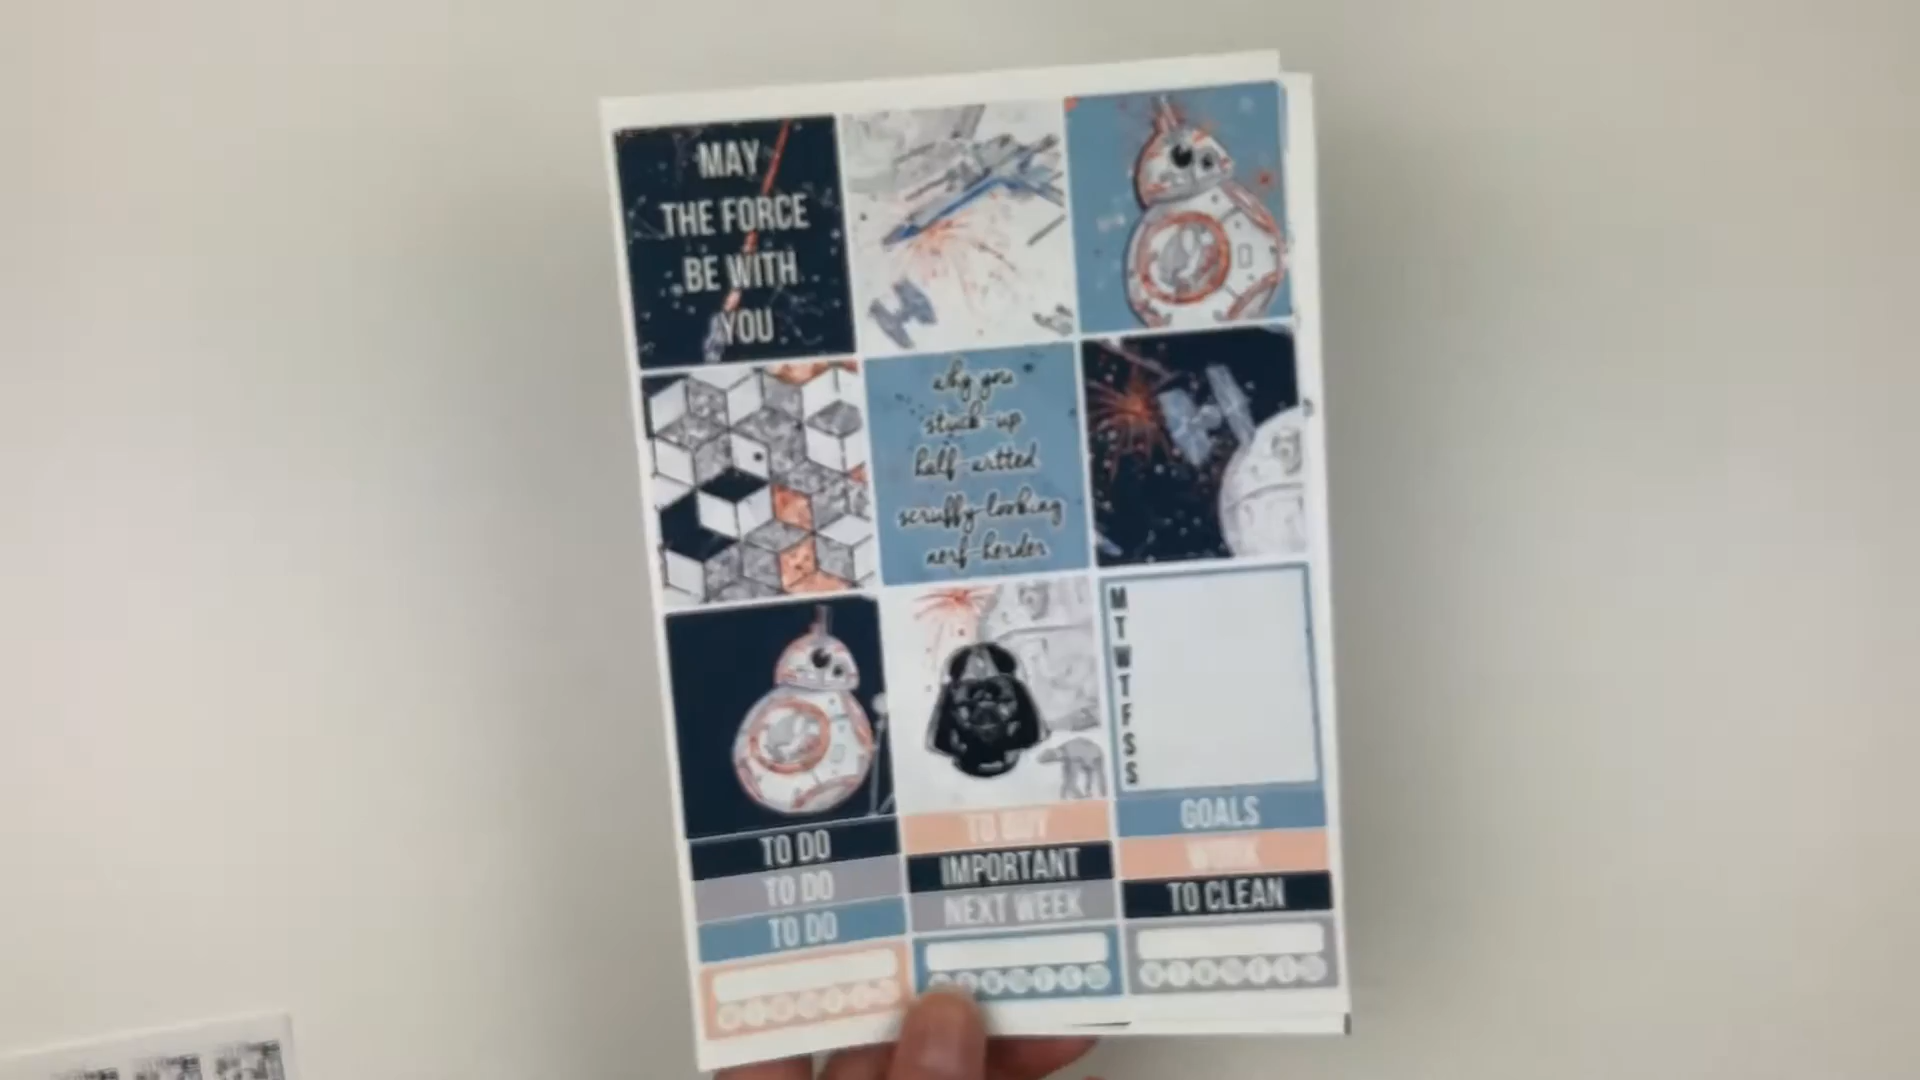 MAY
THE FORCE
BE WITH
YOU
why you
stuck-up
half-witted
scruffy-looking
nerf-herder
M
T
W
T
F
S
S
TO DO
TO DO
TO DO
TO BUY
IMPORTANT
NEXT WEEK
GOALS
WORK
TO CLEAN